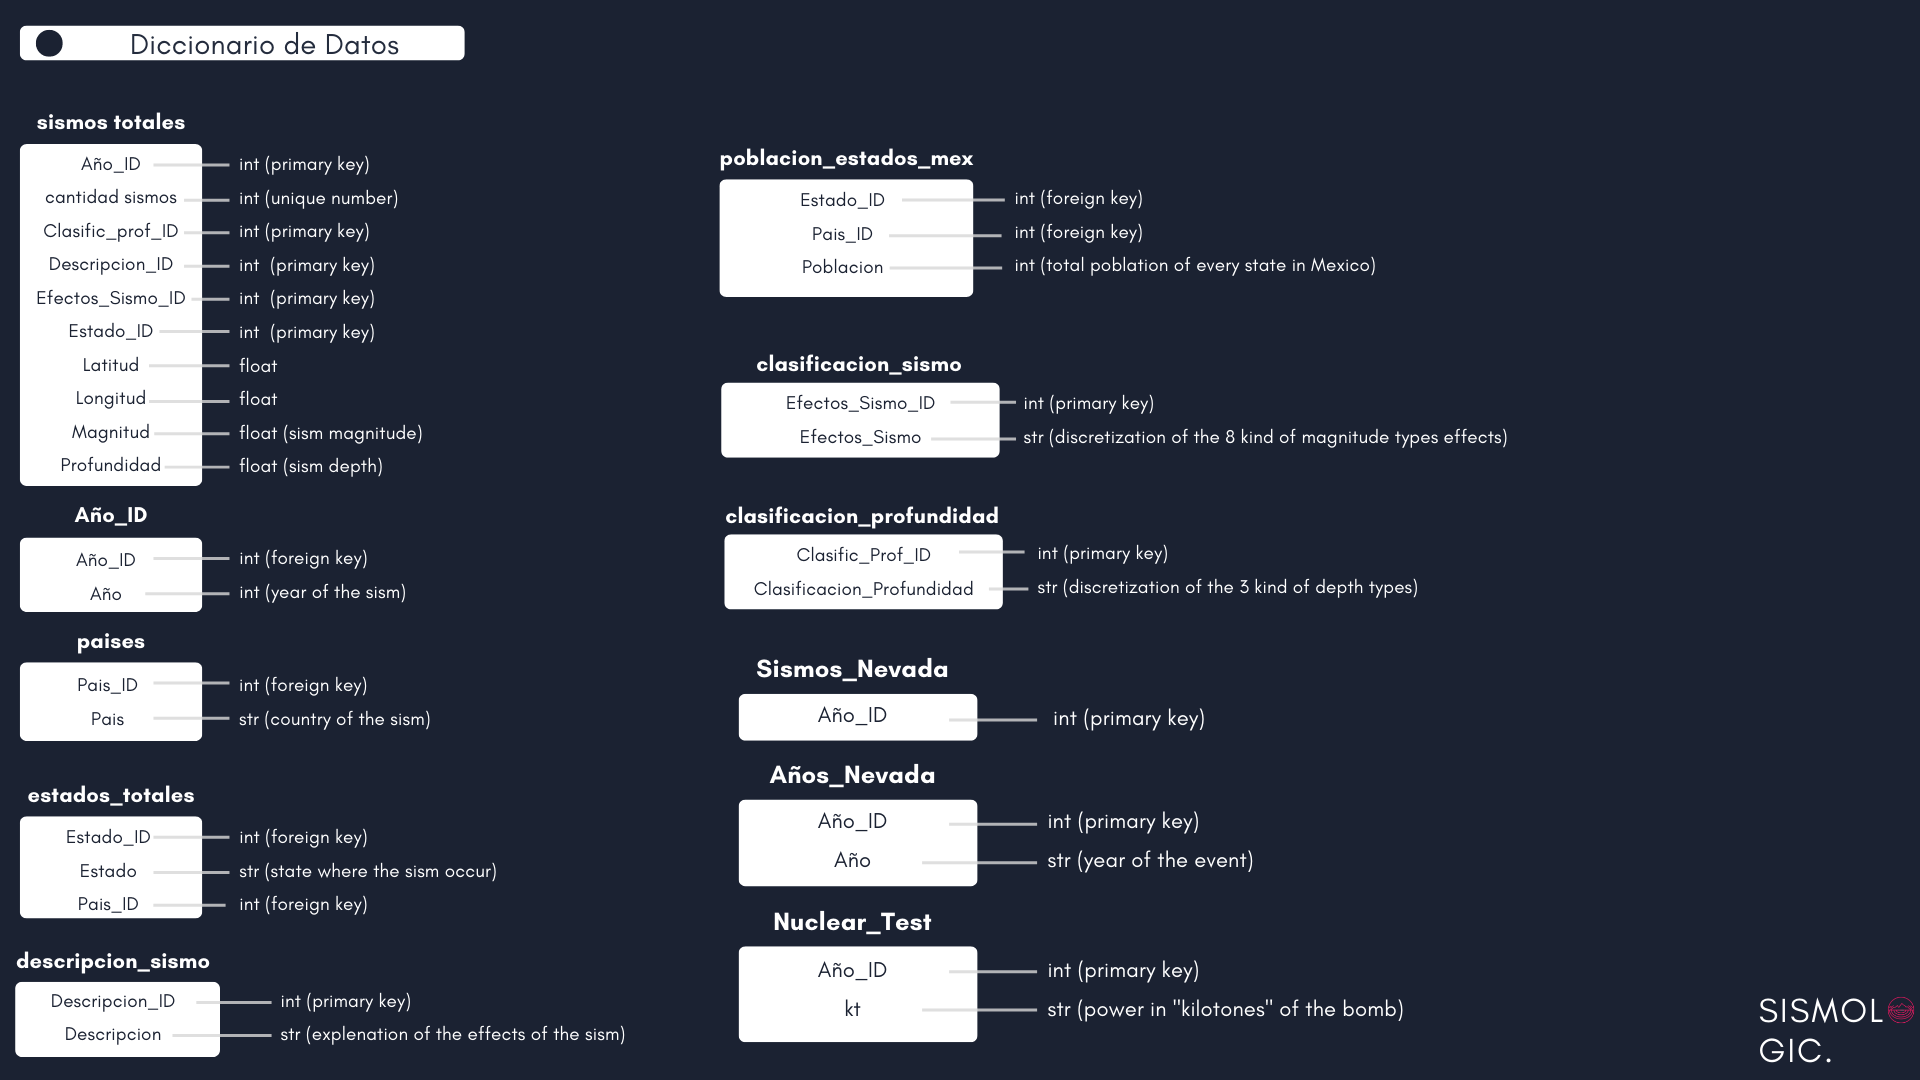 Diccionario de Datos
sismos totales
Año_ID int (primary key)
cantidad sismos int (unique number)
Clasific_prof_ID int (primary key)
Descripcion_ID int (primary key)
Efectos_Sismo_ID int (primary key)
Estado_ID int (primary key)
Latitud float
Longitud float
Magnitud float (sism magnitude)
Profundidad float (sism depth)
Año_ID
Año_ID int (foreign key)
Año int (year of the sism)
paises
Pais_ID int (foreign key)
Pais str (country of the sism)
estados_totales
Estado_ID int (foreign key)
Estado str (state where the sism occur)
Pais_ID int (foreign key)
descripcion_sismo
Descripcion_ID int (primary key)
Descripcion str (explenation of the effects of the sism)
poblacion_estados_mex
Estado_ID int (foreign key)
Pais_ID int (foreign key)
Poblacion int (total poblation of every state in Mexico)
clasificacion_sismo
Efectos_Sismo_ID int (primary key)
Efectos_Sismo str (discretization of the 8 kind of magnitude types effects)
clasificacion_profundidad
Clasific_Prof_ID int (primary key)
Clasificacion_Profundidad str (discretization of the 3 kind of depth types)
Sismos_Nevada
Año_ID int (primary key)
Años_Nevada
Año_ID int (primary key)
Año str (year of the event)
Nuclear_Test
Año_ID int (primary key)
kt str (power in "kilotones" of the bomb)
SISMOL
GIC.